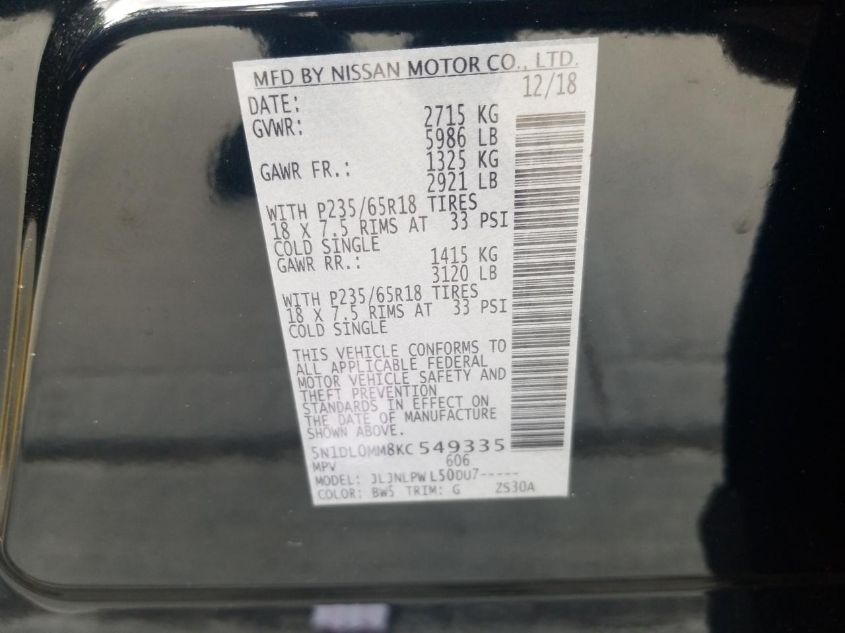 MFD BY NISSAN MOTOR CO., LTD.
DATE: 12/18
GVWR: 2715 KG
5986 LB
GAWR FR.: 1325 KG
2921 LB
WITH P235/65R18 TIRES
18 X 7.5 RIMS AT 33 PSI
COLD SINGLE
GAWR RR.: 1415 KG
3120 LB
WITH P235/65R18 TIRES
18 X 7.5 RIMS AT 33 PSI
COLD SINGLE
THIS VEHICLE CONFORMS TO
ALL APPLICABLE FEDERAL
MOTOR VEHICLE SAFETY AND
THEFT PREVENTION
STANDARDS IN EFFECT ON
THE DATE OF MANUFACTURE
SHOWN ABOVE.
5N1DL0MM8KC549335
MPV 606
MODEL: JLJNLPWL50DU7-----
COLOR: BW5 TRIM: G ZS30A